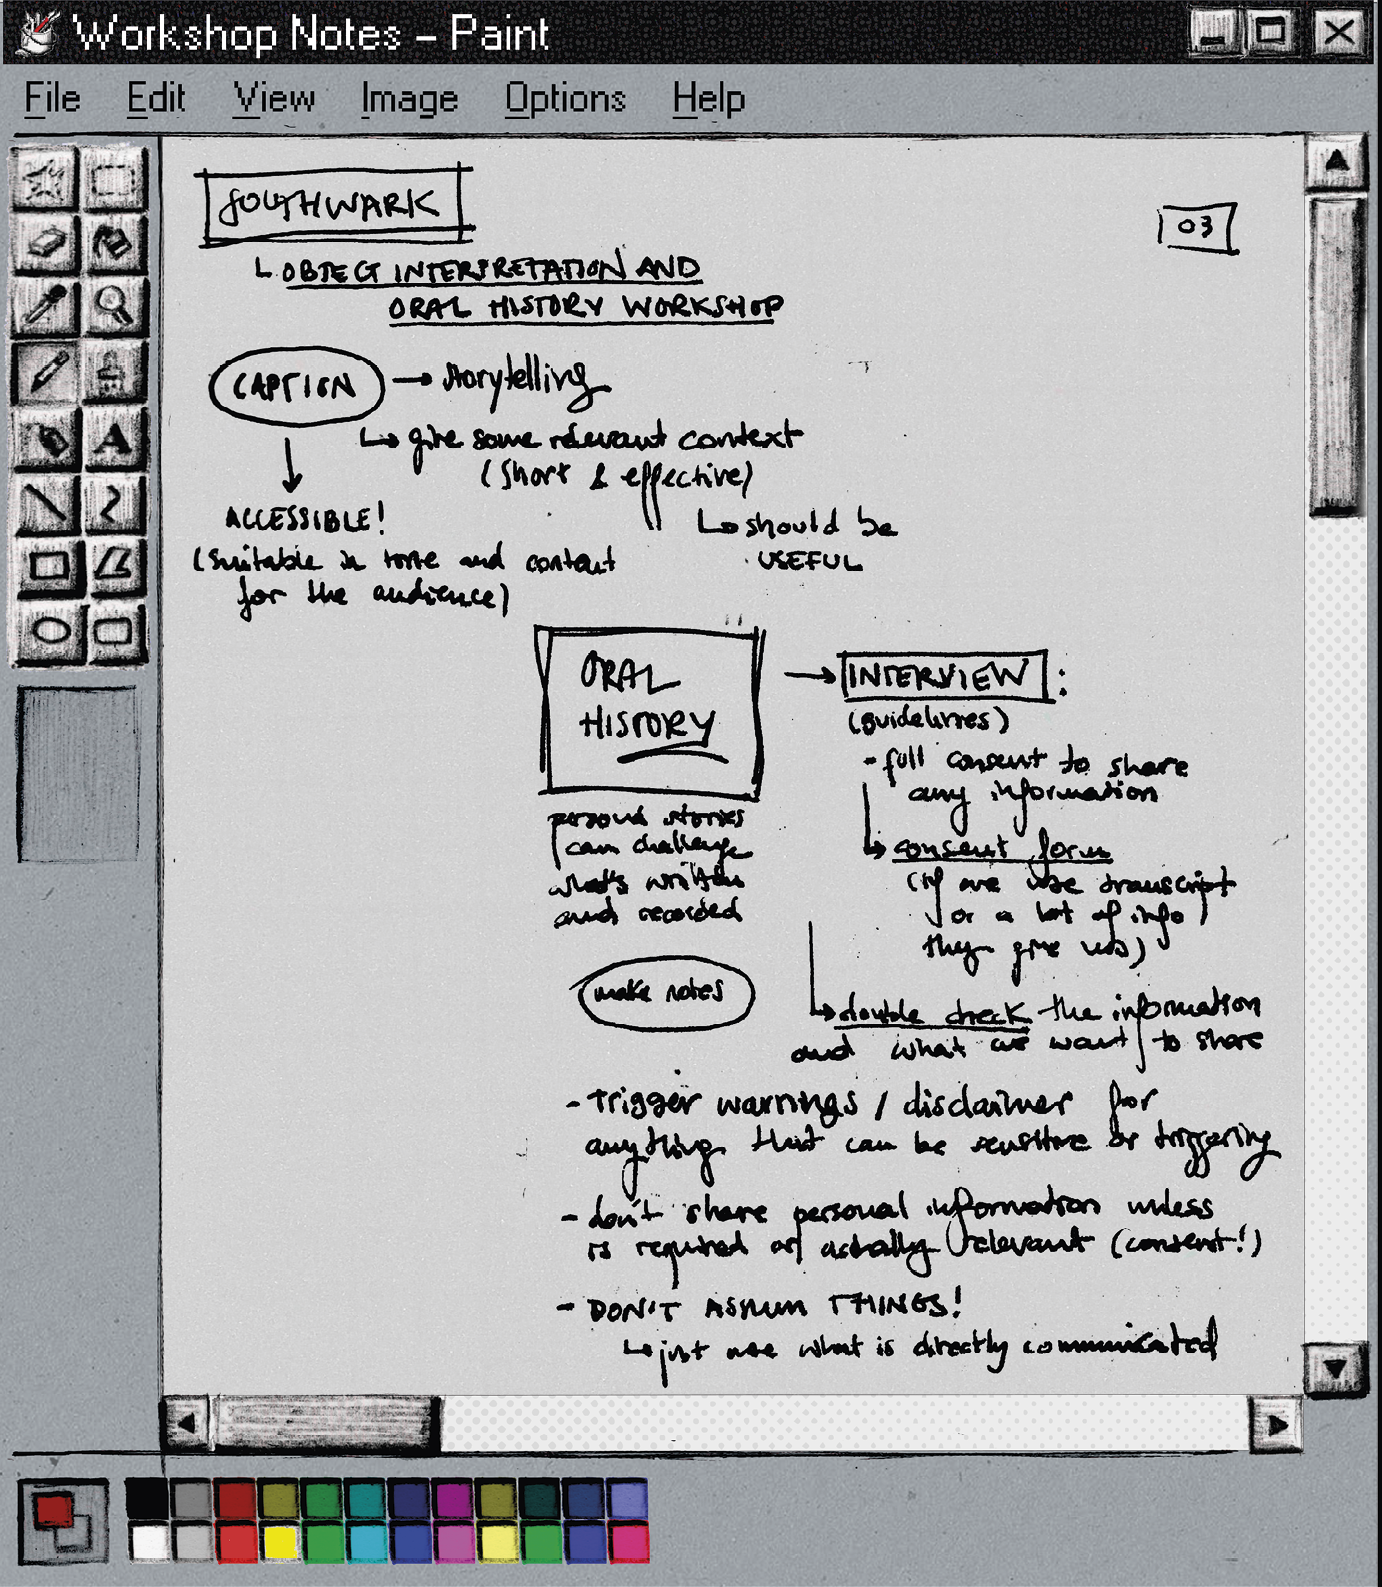 Workshop Notes – Paint
File Edit View Image Options Help
SOUTHWARK
03
OBJECT INTERPRETATION AND
ORAL HISTORY WORKSHOP
CAPTION → storytelling
↳ give some relevant context
(short & effective)
ACCESSIBLE!
↳ should be
USEFUL
(suitable in tone and content
for the audience)
A
ORAL
HISTORY
→ INTERVIEW:
(guidelines)
- full consent to share
any information
personal stories
can challenge
what's written
and recorded
↳ consent form
(if we use transcript
or a lot of info
they give us)
make notes
↳ double check the information
and what we want to share
- trigger warnings / disclaimer for
anything that can be sensitive or triggering
- don't share personal information unless
is required or actually relevant (consent!)
- DON'T ASSUM THINGS!
↳ just use what is directly communicated